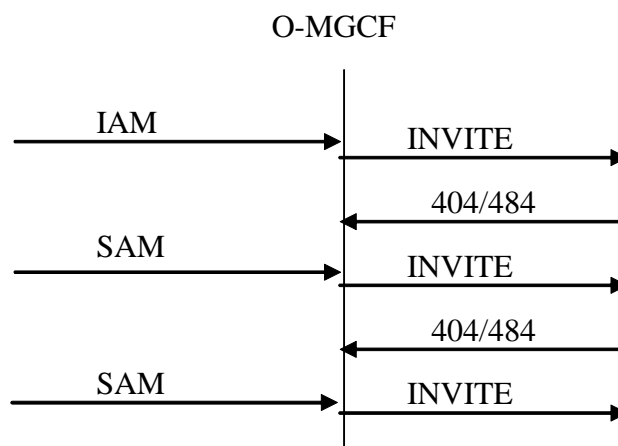 O-MGCF
IAM
INVITE
404/484
SAM
INVITE
404/484
SAM
INVITE